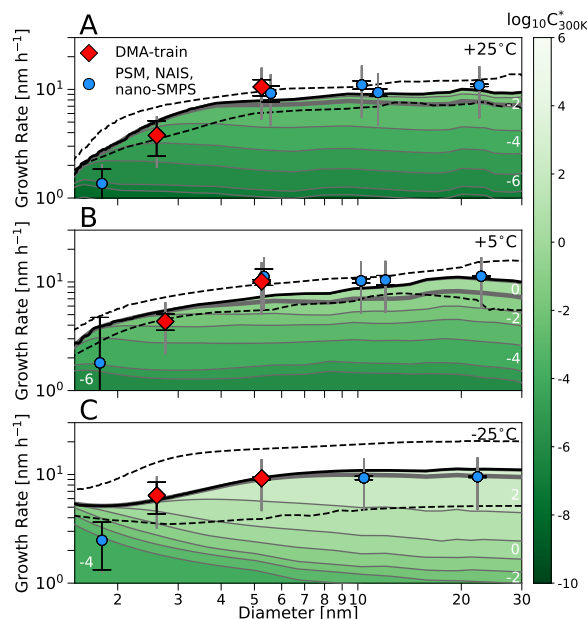 A
log₁₀C*₃₀₀K
DMA-train
PSM, NAIS,
nano-SMPS
+25°C
Growth Rate [nm h⁻¹]
10¹
10⁰
-2
-4
-6
B
+5°C
Growth Rate [nm h⁻¹]
10¹
10⁰
0
-2
-4
-6
C
-25°C
Growth Rate [nm h⁻¹]
10¹
10⁰
2
0
-2
-4
2 3 4 5 6 7 8 9 10 20 30
Diameter [nm]
6
4
2
0
-2
-4
-6
-8
-10